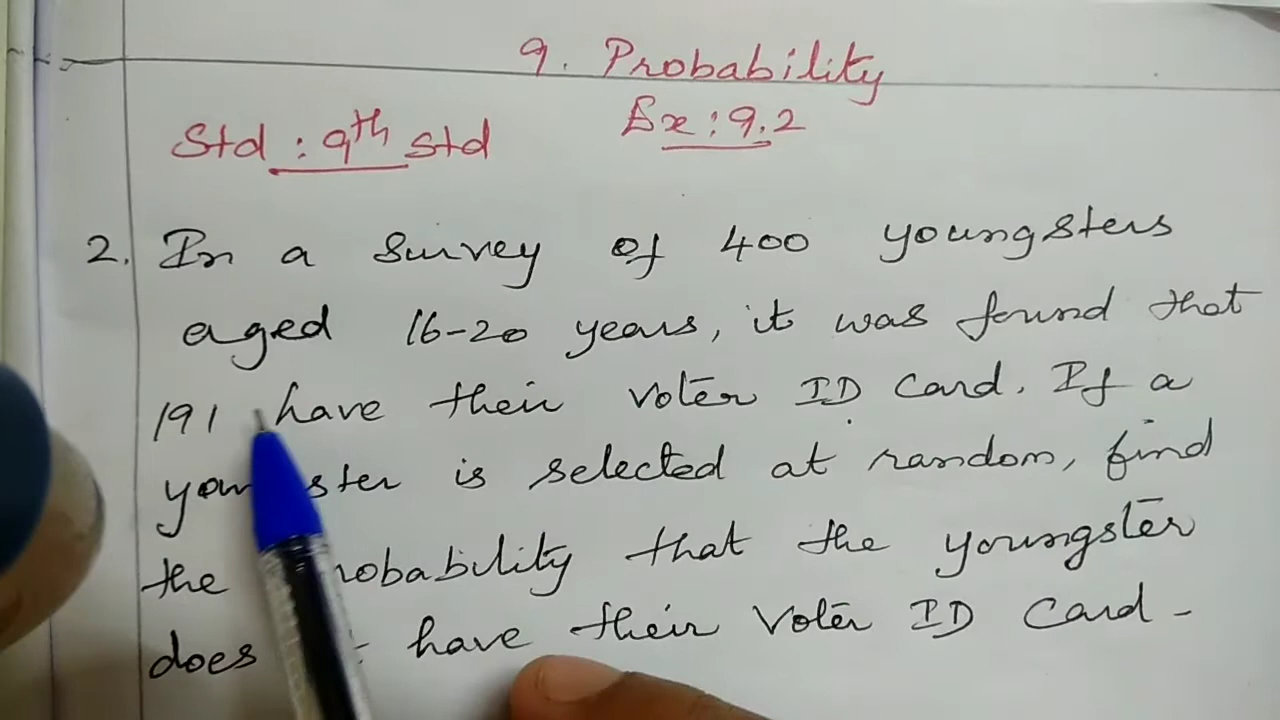 9. Probability
Std : 9th std
Ex: 9.2
2. In a survey of 400 youngsters
aged 16-20 years, it was found that
191 have their voter ID card. If a
is selected at random, find
the probability that the youngster
does have their Voter ID Card-